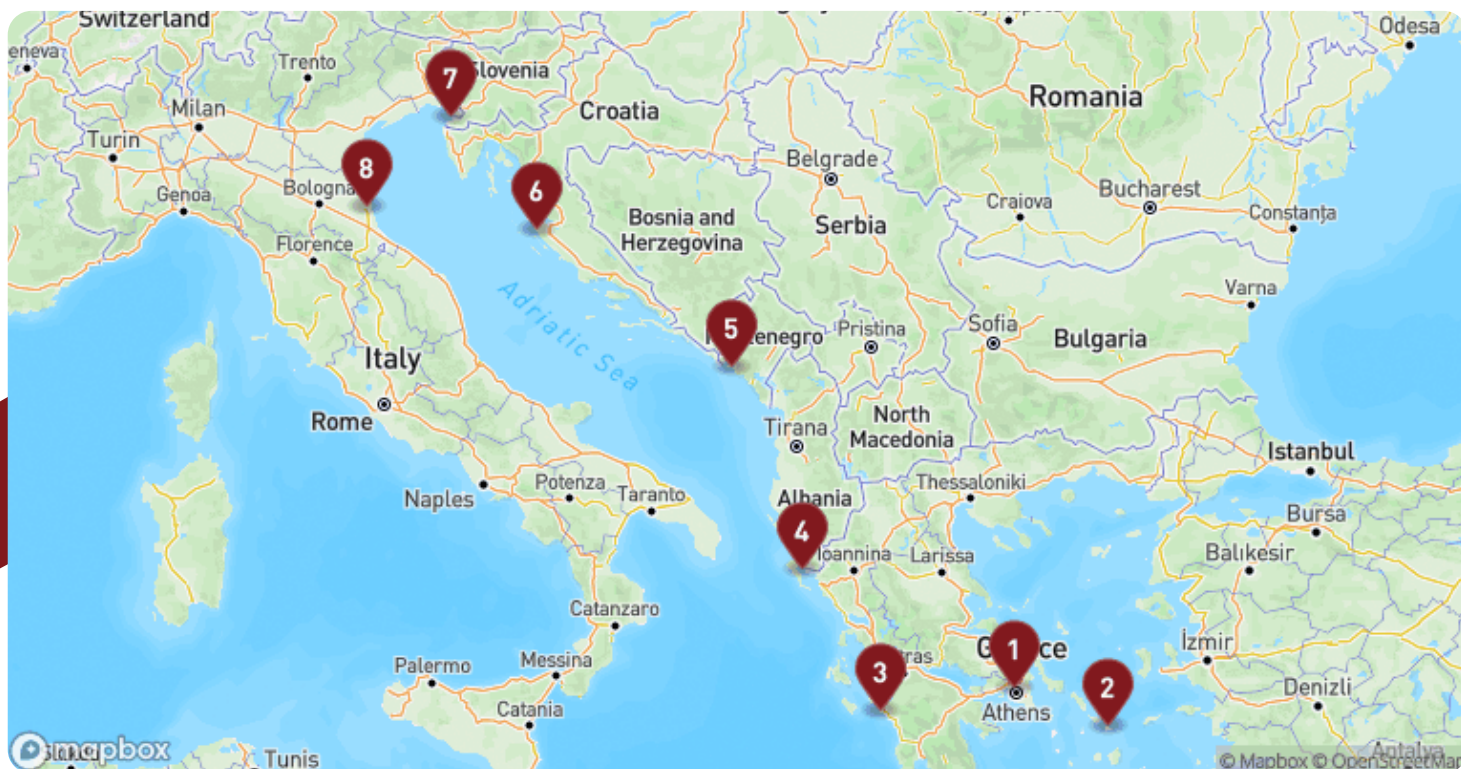 Switzerland
Odesa
eneva
Trento
Slovenia
7
Milan
Croatia
Romania
Turin
8
Belgrade
Genoa
Bologna
6
Craiova
Bucharest
Constanța
Florence
Bosnia and
Herzegovina
Serbia
Varna
Adriatic Sea
5
enegro
Pristina
Sofia
Bulgaria
Italy
Rome
Tirana
North
Macedonia
Istanbul
Naples
Potenza
Taranto
Albania
Thessaloniki
Bursa
4
Ioannina
Larissa
Balıkesir
Catanzaro
İzmir
Palermo
Messina
3
ras
G
ce
1
2
Denizli
Catania
Athens
mapbox
Tunis
Antalya
© Mapbox © OpenStreetMap